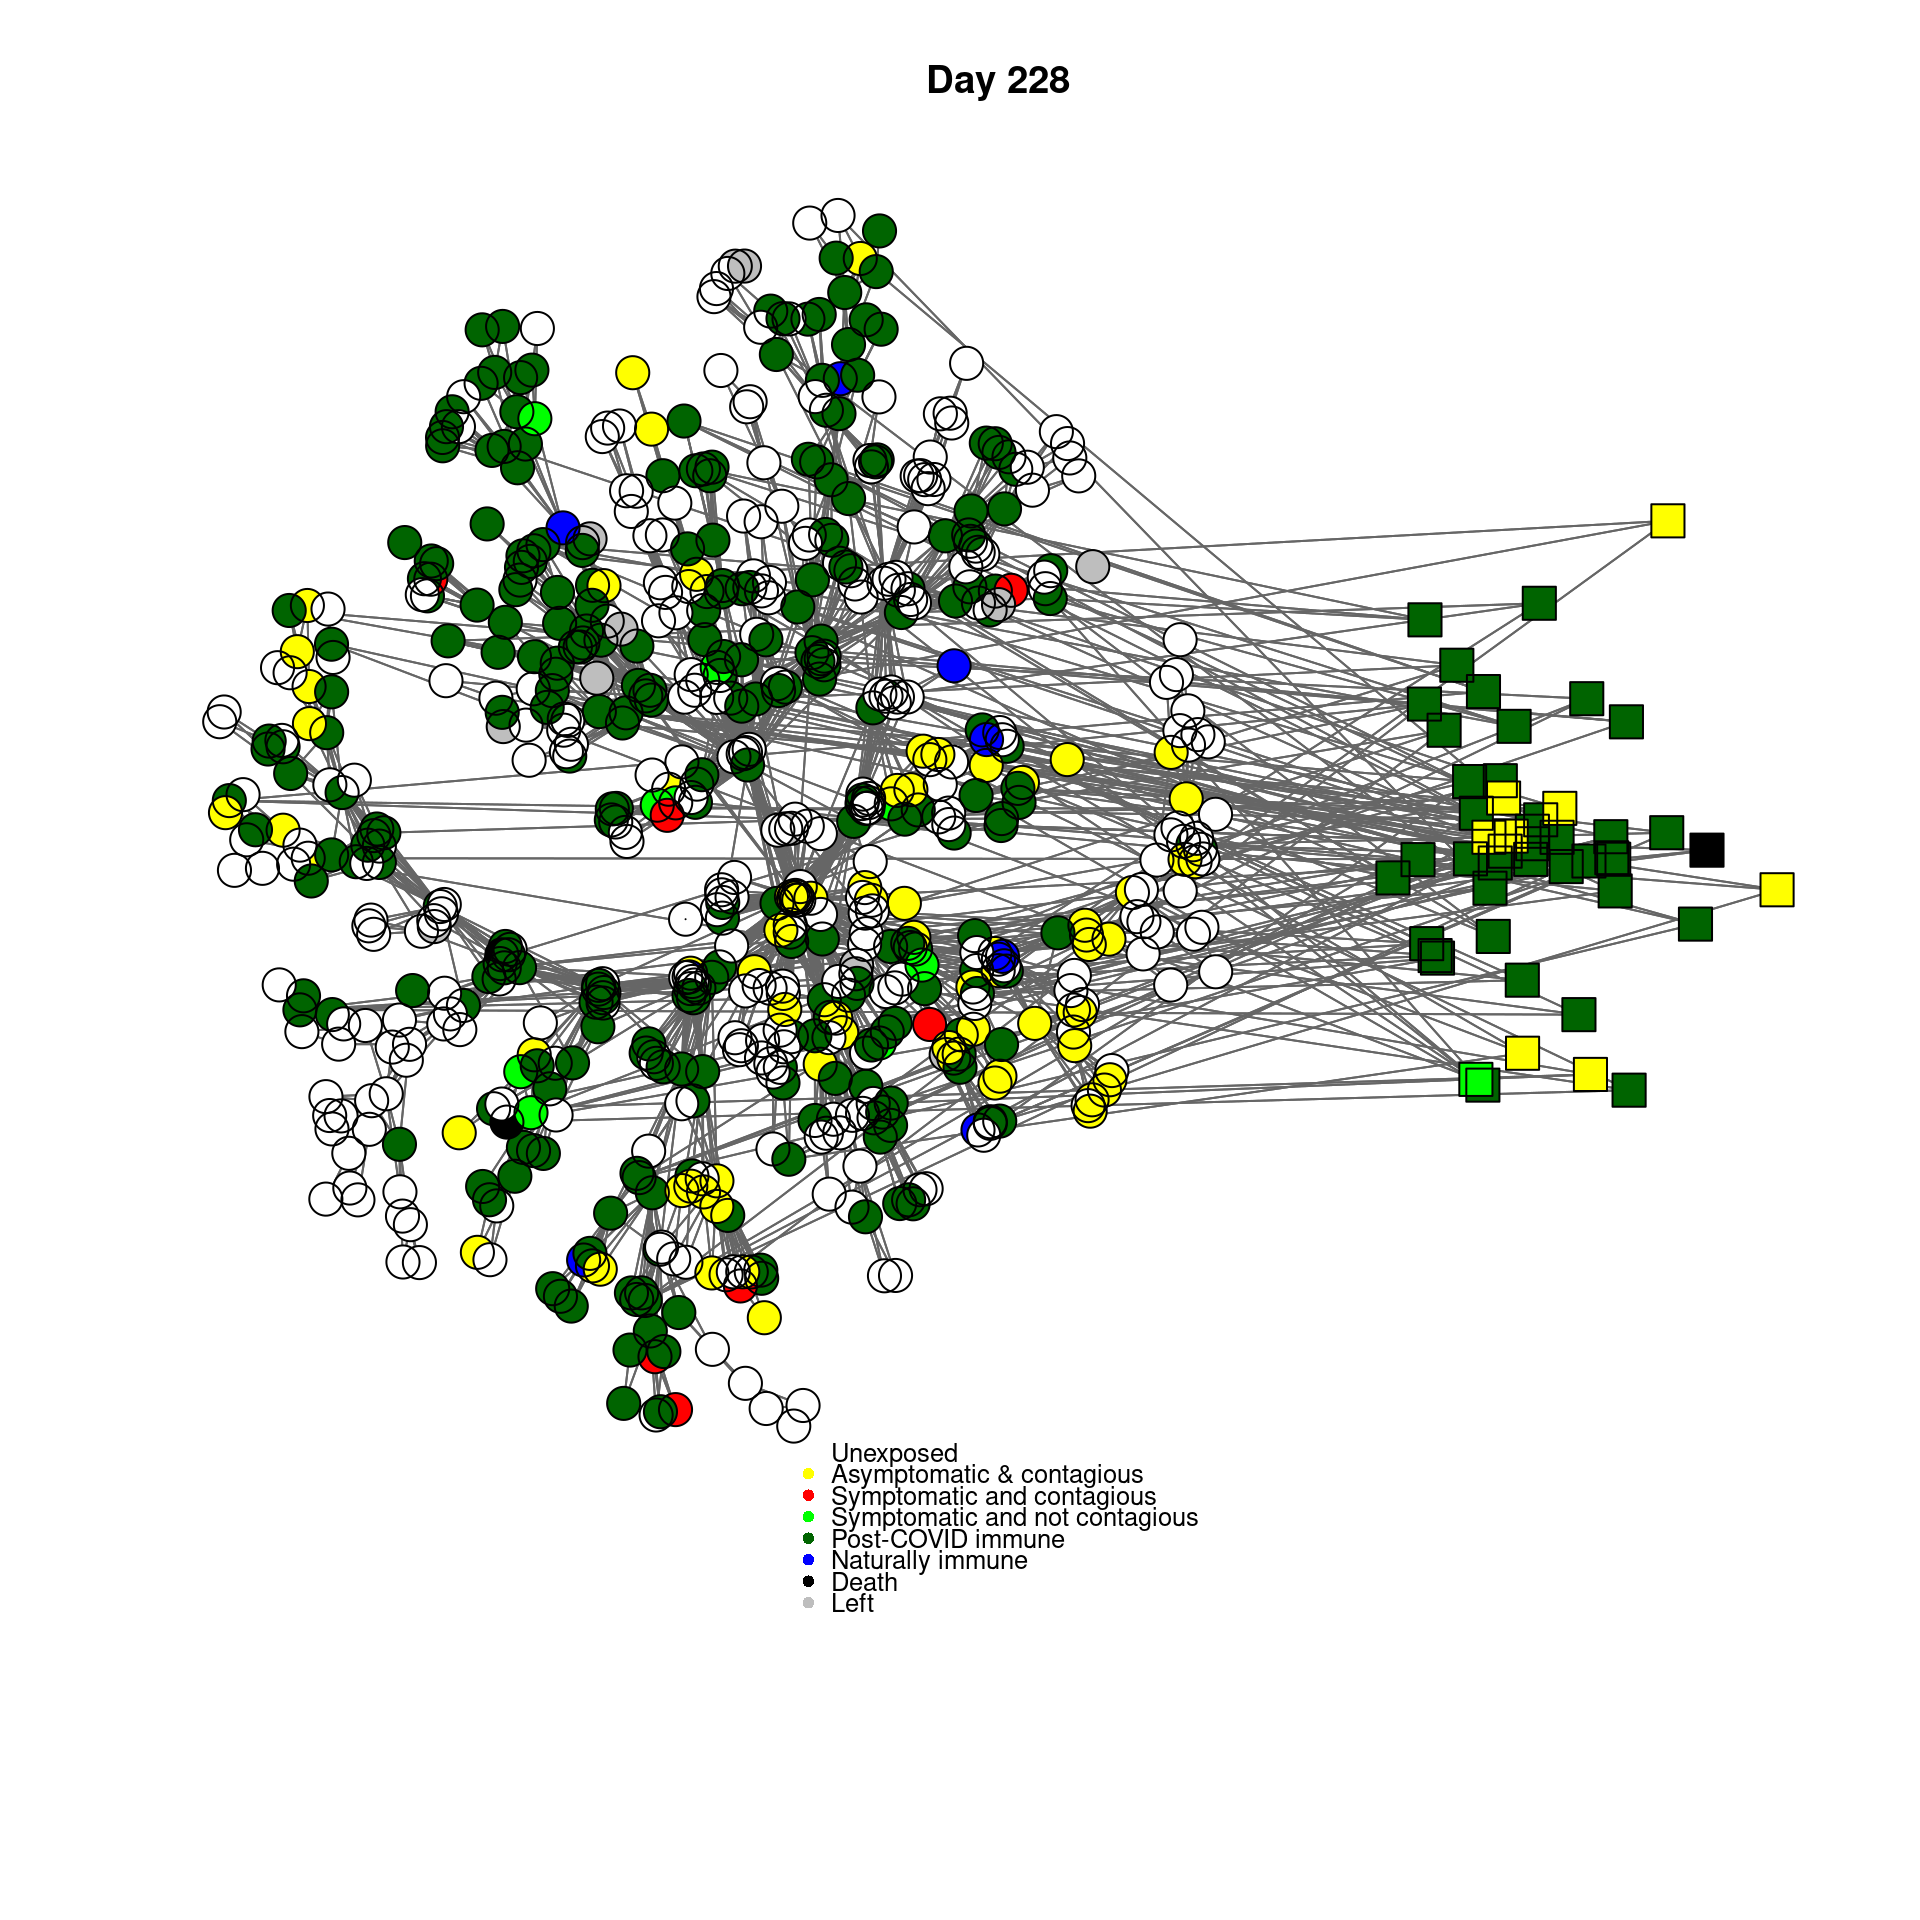 Day 228
Unexposed
Asymptomatic & contagious
Symptomatic and contagious
Symptomatic and not contagious
Post-COVID immune
Naturally immune
Death
Left